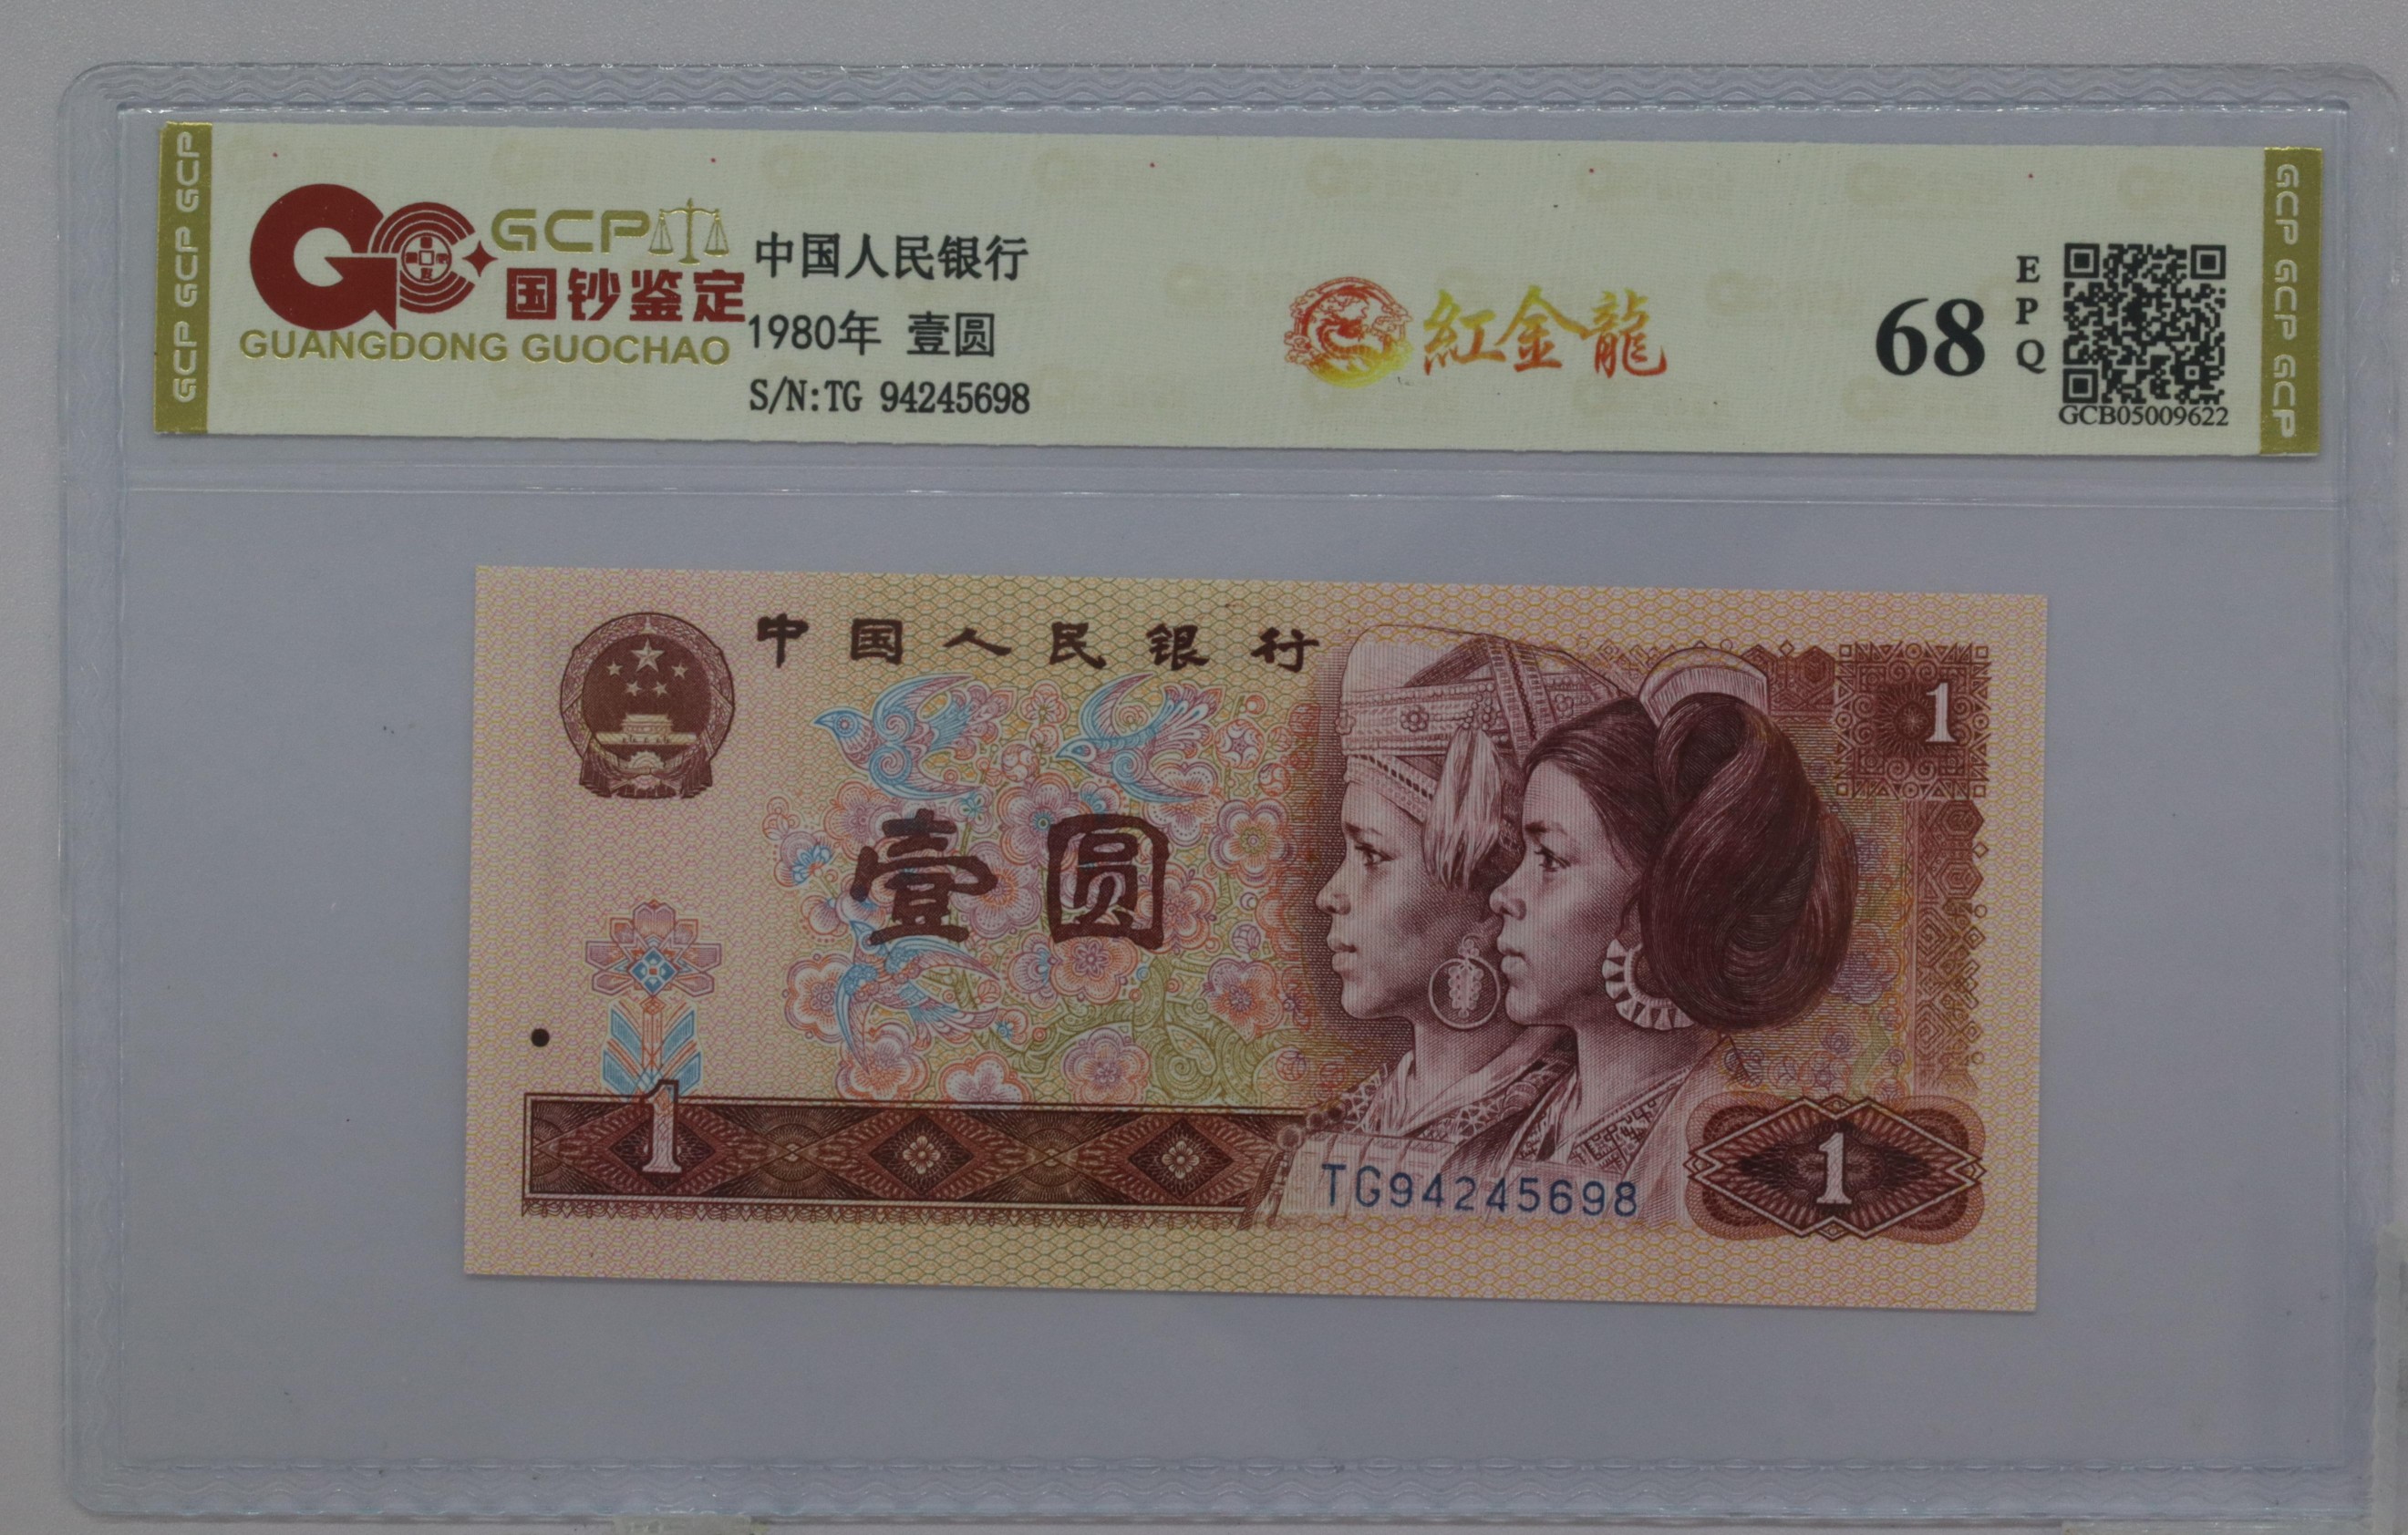 GCP GCP GCP
GCP
国钞鉴定
GUANGDONG GUOCHAO
中国人民银行
1980年 壹圆
S/N:TG 94245698
紅金龍
68
EPQ
GCB05009622
GCP GCP GCP
中国人民银行
1
壹圆
1
TG94245698
1